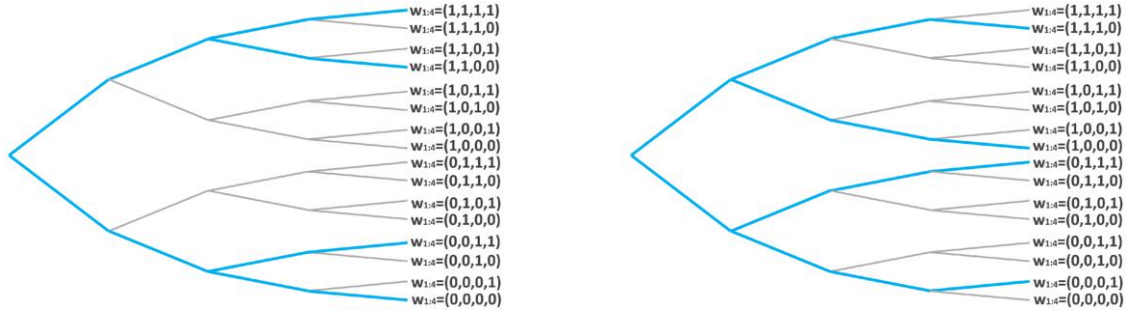 w1:4=(1,1,1,1)
w1:4=(1,1,1,0)
w1:4=(1,1,0,1)
w1:4=(1,1,0,0)
w1:4=(1,0,1,1)
w1:4=(1,0,1,0)
w1:4=(1,0,0,1)
w1:4=(1,0,0,0)
w1:4=(0,1,1,1)
w1:4=(0,1,1,0)
w1:4=(0,1,0,1)
w1:4=(0,1,0,0)
w1:4=(0,0,1,1)
w1:4=(0,0,1,0)
w1:4=(0,0,0,1)
w1:4=(0,0,0,0)
w1:4=(1,1,1,1)
w1:4=(1,1,1,0)
w1:4=(1,1,0,1)
w1:4=(1,1,0,0)
w1:4=(1,0,1,1)
w1:4=(1,0,1,0)
w1:4=(1,0,0,1)
w1:4=(1,0,0,0)
w1:4=(0,1,1,1)
w1:4=(0,1,1,0)
w1:4=(0,1,0,1)
w1:4=(0,1,0,0)
w1:4=(0,0,1,1)
w1:4=(0,0,1,0)
w1:4=(0,0,0,1)
w1:4=(0,0,0,0)